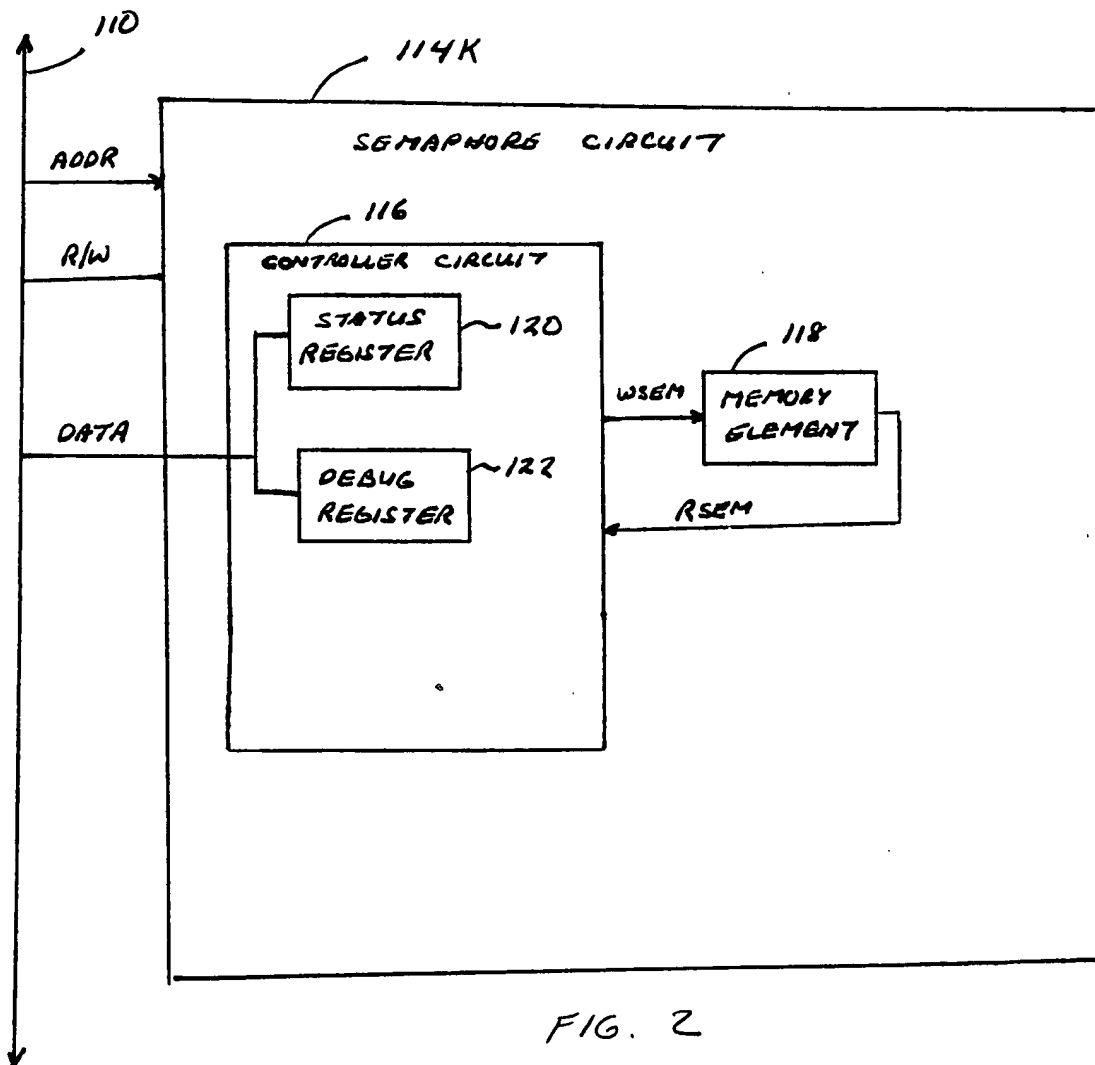 110
114K
SEMAPHORE CIRCUIT
ADDR
116
R/W
CONTROLLER CIRCUIT
STATUS
REGISTER
120
118
WSEM
MEMORY
ELEMENT
DATA
DEBUG
REGISTER
122
RSEM
FIG. 2